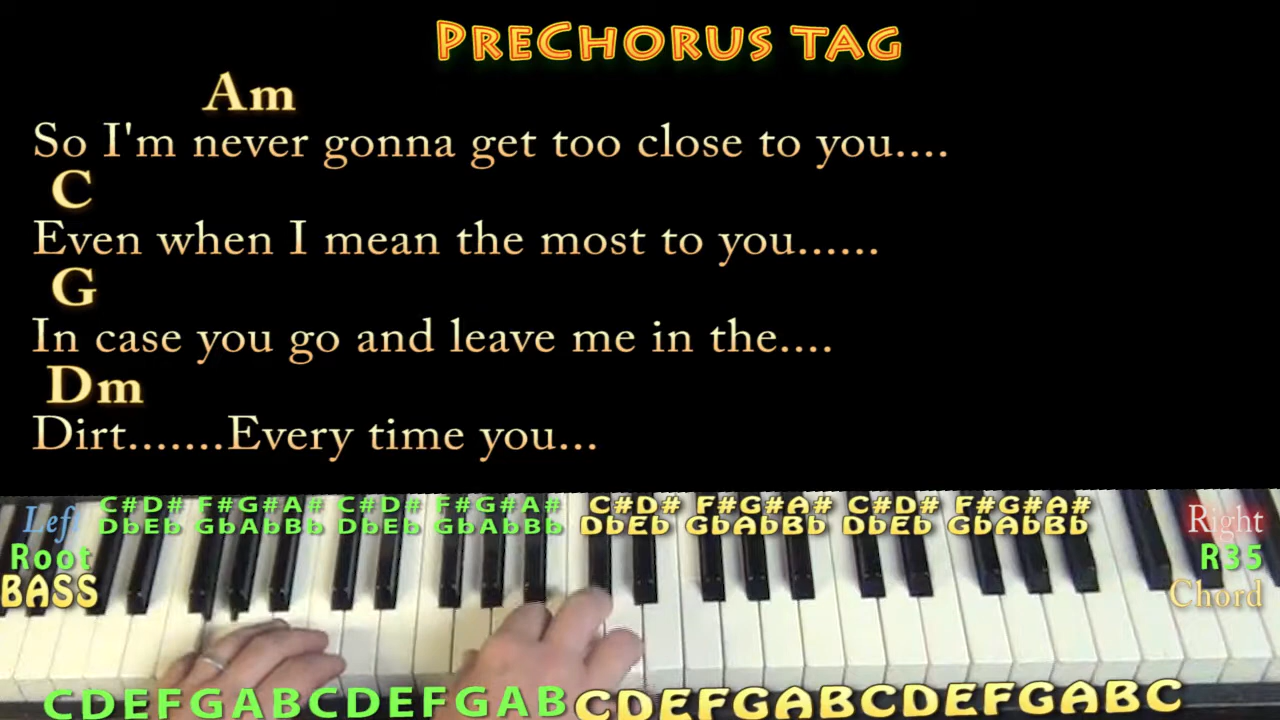 PRECHORUS TAG
Am
So I'm never gonna get too close to you....
C
Even when I mean the most to you......
G
In case you go and leave me in the....
Dm
Dirt.......Every time you...
C#D# F#G#A# C#D# F#G#A# C#D# F#G#A# C#D# F#G#A#
DbEb GbAbBb DbEb GbAbBb DbEb GbAbBb DbEb GbAbBb
Left
Root
BASS
Right
R35
Chord
CDEFGABCDEFGAB CDEFGABCDEFGABC